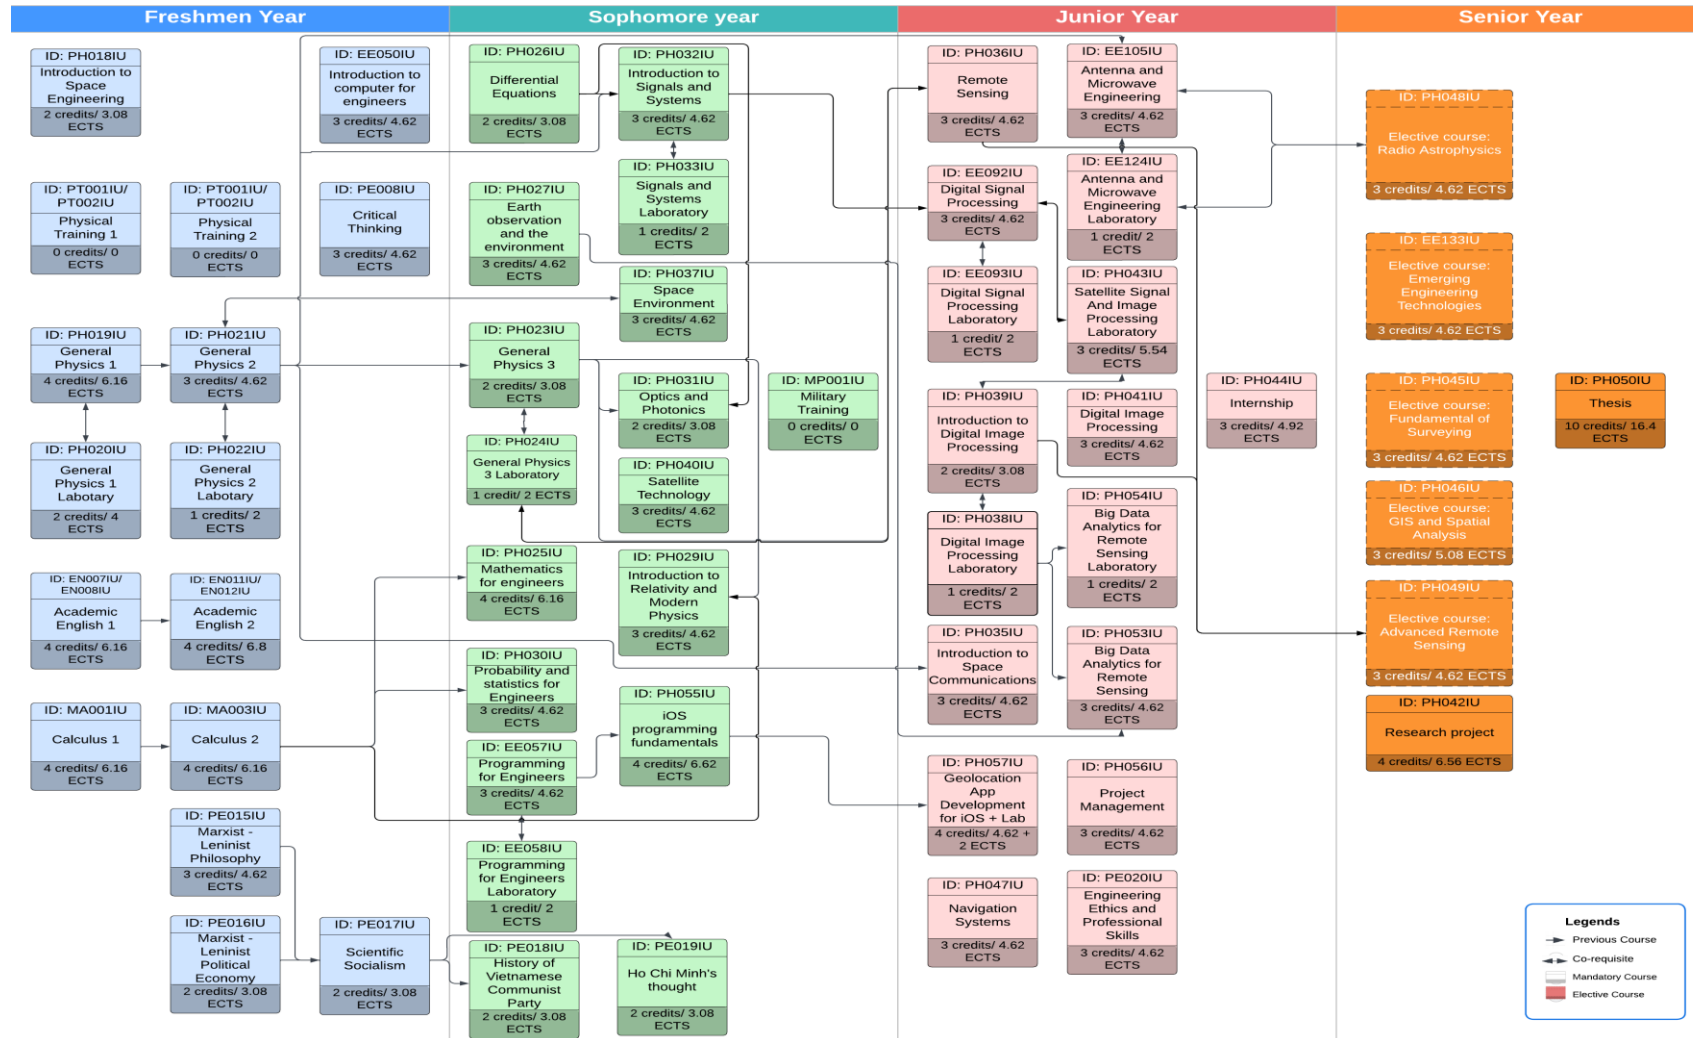 Freshmen Year
Sophomore year
Junior Year
Senior Year
ID: PH018IU
Introduction to
Space
Engineering
2 credits/ 3.08
ECTS
ID: EE050IU
Introduction to
computer for
engineers
3 credits/ 4.62
ECTS
ID: PT001IU/
PT002IU
Physical
Training 1
0 credits/ 0
ECTS
ID: PT001IU/
PT002IU
Physical
Training 2
0 credits/ 0
ECTS
ID: PE008IU
Critical
Thinking
3 credits/ 4.62
ECTS
ID: PH019IU
General
Physics 1
4 credits/ 6.16
ECTS
ID: PH021IU
General
Physics 2
3 credits/ 4.62
ECTS
ID: PH020IU
General
Physics 1
Labotary
2 credits/ 4
ECTS
ID: PH022IU
General
Physics 2
Labotary
1 credits/ 2
ECTS
ID: EN007IU/
EN008IU
Academic
English 1
4 credits/ 6.16
ECTS
ID: EN011IU/
EN012IU
Academic
English 2
4 credits/ 6.8
ECTS
ID: MA001IU
Calculus 1
4 credits/ 6.16
ECTS
ID: MA003IU
Calculus 2
4 credits/ 6.16
ECTS
ID: PE015IU
Marxist -
Leninist
Philosophy
3 credits/ 4.62
ECTS
ID: PE016IU
Marxist -
Leninist
Political
Economy
2 credits/ 3.08
ECTS
ID: PE017IU
Scientific
Socialism
2 credits/ 3.08
ECTS
ID: PH026IU
Differential
Equations
2 credits/ 3.08
ECTS
ID: PH032IU
Introduction to
Signals and
Systems
3 credits/ 4.62
ECTS
ID: PH033IU
Signals and
Systems
Laboratory
1 credit/ 2
ECTS
ID: PH027IU
Earth
observation
and the
environment
3 credits/ 4.62
ECTS
ID: PH037IU
Space
Environment
3 credits/ 4.62
ECTS
ID: PH023IU
General
Physics 3
2 credits/ 3.08
ECTS
ID: PH031IU
Optics and
Photonics
2 credits/ 3.08
ECTS
ID: MP001IU
Military
Training
0 credits/ 0
ECTS
ID: PH024IU
General Physics
3 Laboratory
1 credit/ 2 ECTS
ID: PH040IU
Satellite
Technology
3 credits/ 4.62
ECTS
ID: PH025IU
Mathematics
for engineers
4 credits/ 6.16
ECTS
ID: PH029IU
Introduction to
Relativity and
Modern
Physics
3 credits/ 4.62
ECTS
ID: PH030IU
Probability and
statistics for
Engineers
3 credits/ 4.62
ECTS
ID: PH055IU
iOS
programming
fundamentals
4 credits/ 6.62
ECTS
ID: EE057IU
Programming
for Engineers
3 credits/ 4.62
ECTS
ID: EE058IU
Programming
for Engineers
Laboratory
1 credit/ 2
ECTS
ID: PE018IU
History of
Vietnamese
Communist
Party
2 credits/ 3.08
ECTS
ID: PE019IU
Ho Chi Minh's
thought
2 credits/ 3.08
ECTS
ID: PH036IU
Remote
Sensing
3 credits/ 4.62
ECTS
ID: EE105IU
Antenna and
Microwave
Engineering
3 credits/ 4.62
ECTS
ID: EE092IU
Digital Signal
Processing
3 credits/ 4.62
ECTS
ID: EE124IU
Antenna and
Microwave
Engineering
Laboratory
1 credit/ 2
ECTS
ID: EE093IU
Digital Signal
Processing
Laboratory
1 credit/ 2
ECTS
ID: PH043IU
Satellite Signal
And Image
Processing
Laboratory
3 credits/ 5.54
ECTS
ID: PH039IU
Introduction to
Digital Image
Processing
2 credits/ 3.08
ECTS
ID: PH041IU
Digital Image
Processing
3 credits/ 4.62
ECTS
ID: PH044IU
Internship
3 credits/ 4.92
ECTS
ID: PH038IU
Digital Image
Processing
Laboratory
1 credits/ 2
ECTS
ID: PH054IU
Big Data
Analytics for
Remote
Sensing
Laboratory
1 credits/ 2
ECTS
ID: PH035IU
Introduction to
Space
Communications
3 credits/ 4.62
ECTS
ID: PH053IU
Big Data
Analytics for
Remote
Sensing
3 credits/ 4.62
ECTS
ID: PH057IU
Geolocation
App
Development
for iOS + Lab
4 credits/ 4.62 +
2 ECTS
ID: PH056IU
Project
Management
3 credits/ 4.62
ECTS
ID: PH047IU
Navigation
Systems
3 credits/ 4.62
ECTS
ID: PE020IU
Engineering
Ethics and
Professional
Skills
3 credits/ 4.62
ECTS
ID: PH048IU
Elective course:
Radio Astrophysics
3 credits/ 4.62 ECTS
ID: EE133IU
Elective course:
Emerging
Engineering
Technologies
3 credits/ 4.62 ECTS
ID: PH045IU
Elective course:
Fundamental of
Surveying
3 credits/ 4.62 ECTS
ID: PH050IU
Thesis
10 credits/ 16.4
ECTS
ID: PH046IU
Elective course:
GIS and Spatial
Analysis
3 credits/ 5.08 ECTS
ID: PH049IU
Elective course:
Advanced Remote
Sensing
3 credits/ 4.62 ECTS
ID: PH042IU
Research project
4 credits/ 6.56 ECTS
Legends
Previous Course
Co-requisite
Mandatory Course
Elective Course